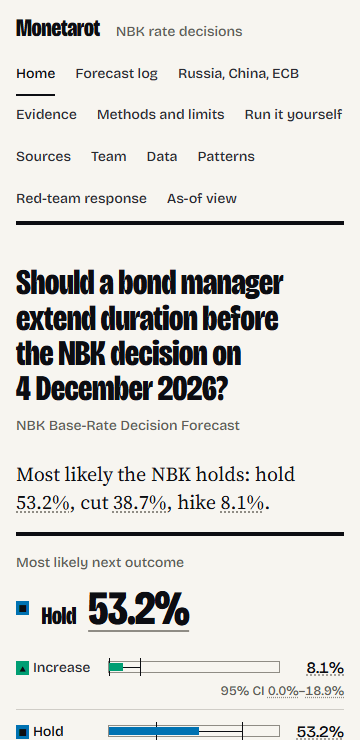 Monetarot NBK rate decisions
Home Forecast log Russia, China, ECB
Evidence Methods and limits Run it yourself
Sources Team Data Patterns
Red-team response As-of view
Should a bond manager
extend duration before
the NBK decision on
4 December 2026?
NBK Base-Rate Decision Forecast
Most likely the NBK holds: hold
53.2%, cut 38.7%, hike 8.1%.
Most likely next outcome
Hold 53.2%
Increase 8.1%
95% CI 0.0%–18.9%
Hold 53.2%